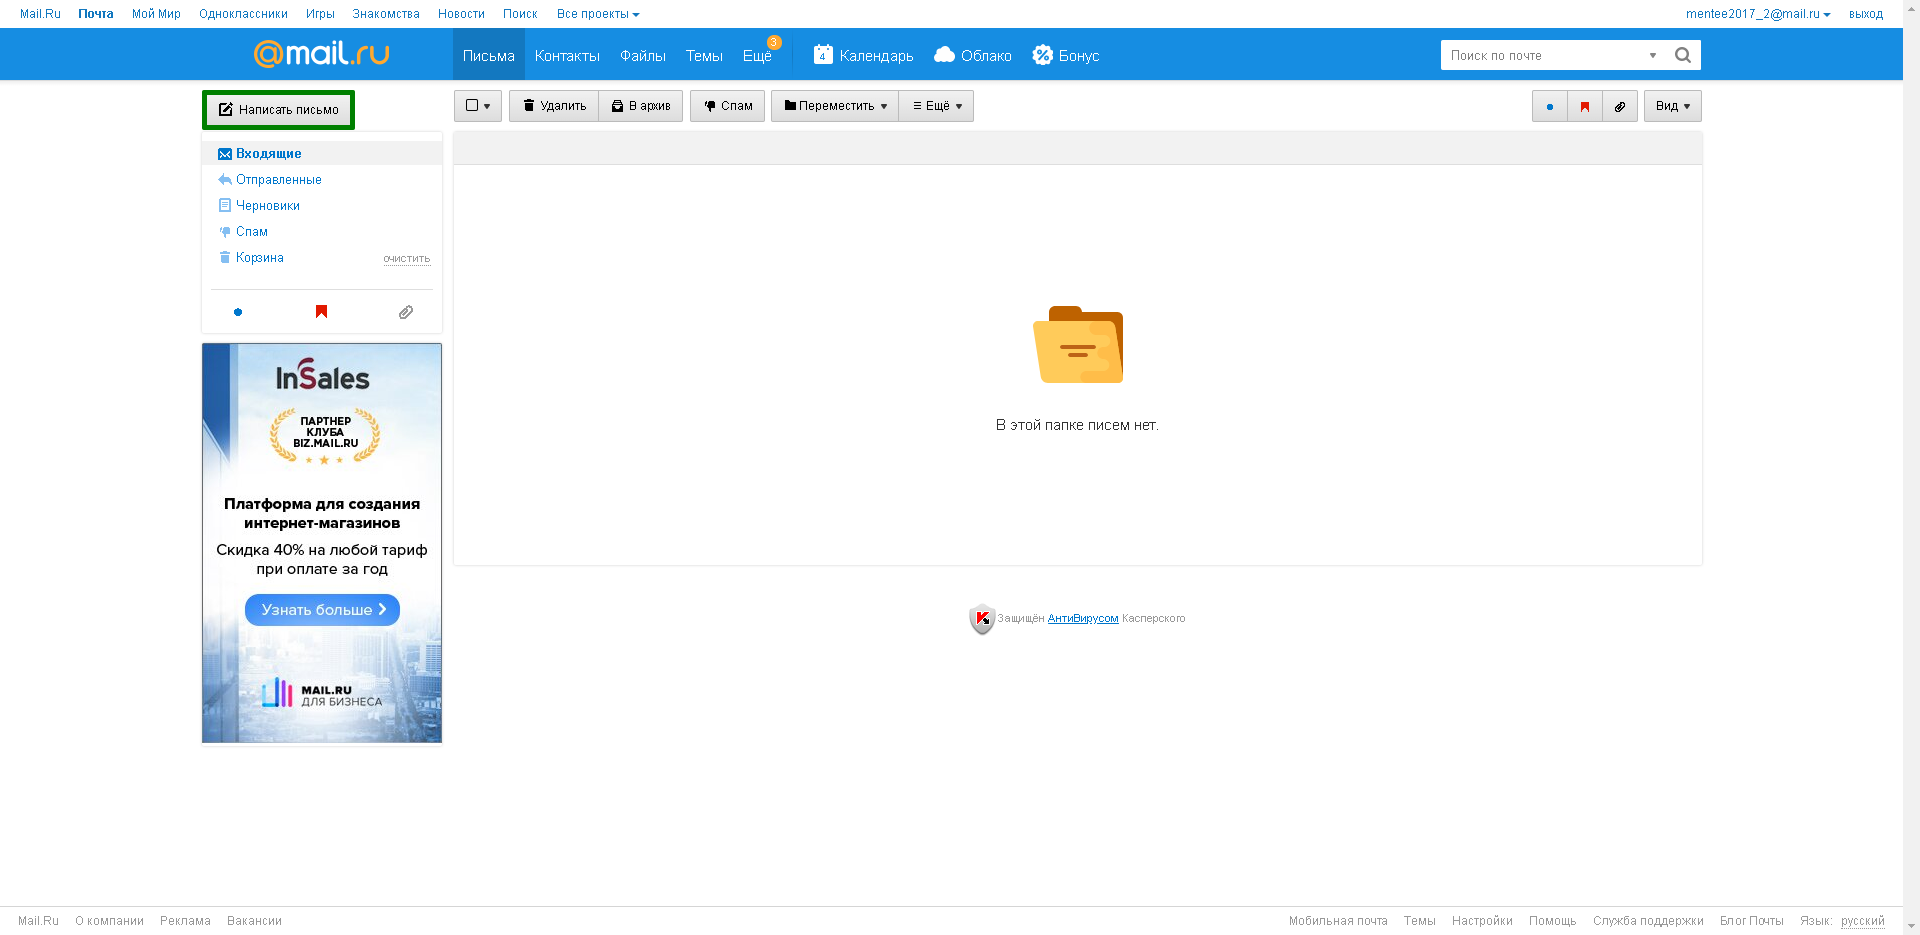 Mail.Ru Почта Мой Мир Одноклассники Игры Знакомства Новости Поиск Все проекты mentee2017_2@mail.ru выход
@mail.ru Письма Контакты Файлы Темы Ещё 3 4 Календарь Облако Бонус Поиск по почте
Написать письмо Удалить В архив Спам Переместить Ещё Вид
Входящие
Отправленные
Черновики
Спам
Корзина очистить
InSales
ПАРТНЕР
КЛУБА
BIZ.MAIL.RU
Платформа для создания
интернет-магазинов
Скидка 40% на любой тариф
при оплате за год
Узнать больше
MAIL.RU
ДЛЯ БИЗНЕСА
В этой папке писем нет.
Защищён АнтиВирусом Касперского
Mail.Ru О компании Реклама Вакансии Мобильная почта Темы Настройки Помощь Служба поддержки Блог Почты Язык: русский